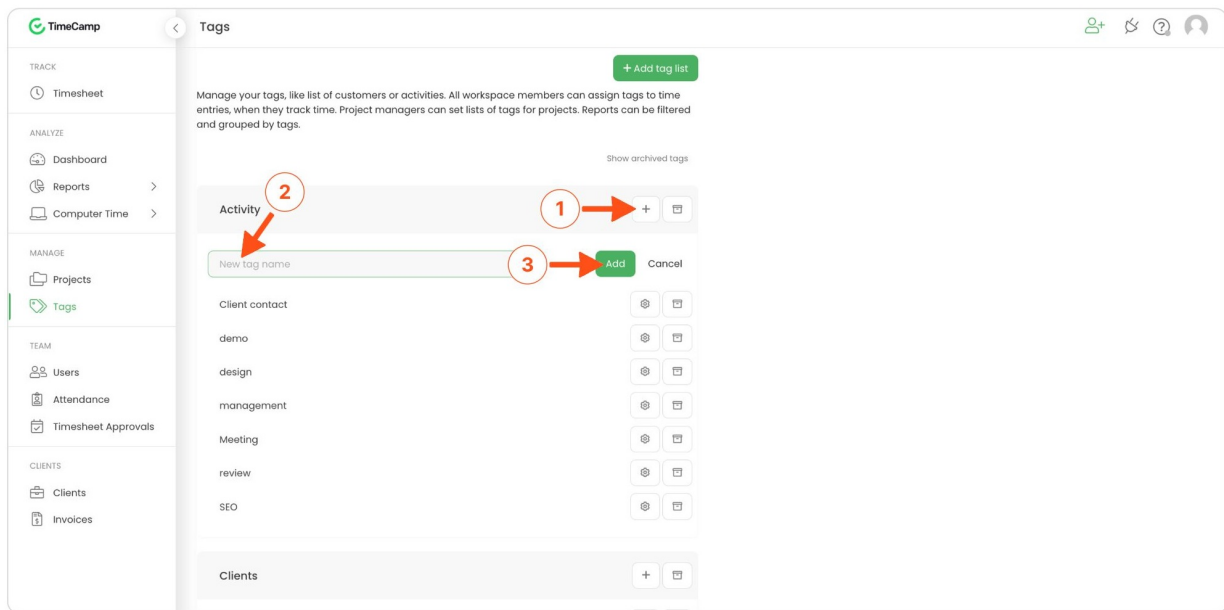 TimeCamp
Tags
TRACK
Timesheet
ANALYZE
Dashboard
Reports
Computer Time
MANAGE
Projects
Tags
TEAM
Users
Attendance
Timesheet Approvals
CLIENTS
Clients
Invoices
+ Add tag list
Manage your tags, like list of customers or activities. All workspace members can assign tags to time
entries, when they track time. Project managers can set lists of tags for projects. Reports can be filtered
and grouped by tags.
Show archived tags
2
Activity
1
+
New tag name
3
Add
Cancel
Client contact
demo
design
management
Meeting
review
SEO
Clients
+